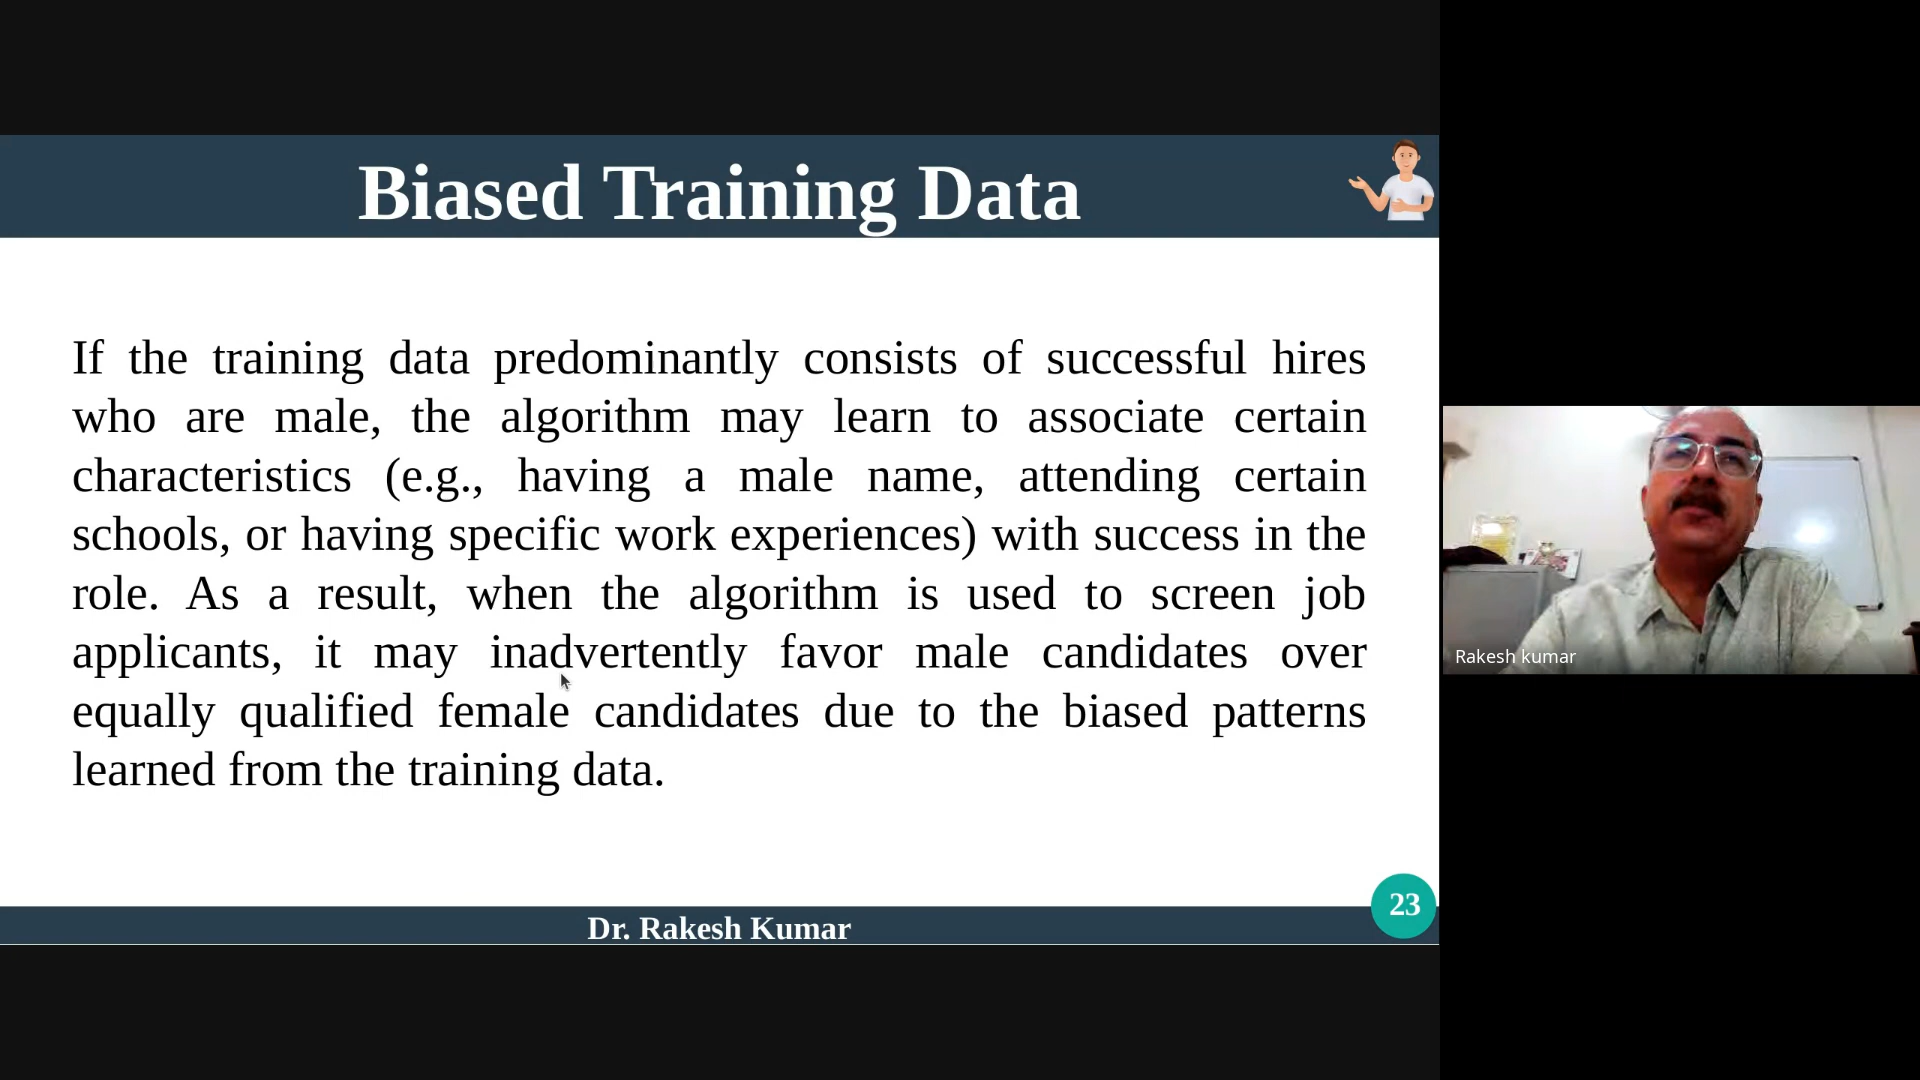 Biased Training Data
If the training data predominantly consists of successful hires
who are male, the algorithm may learn to associate certain
characteristics (e.g., having a male name, attending certain
schools, or having specific work experiences) with success in the
role. As a result, when the algorithm is used to screen job
applicants, it may inadvertently favor male candidates over
equally qualified female candidates due to the biased patterns
learned from the training data.
23
Dr. Rakesh Kumar
Rakesh kumar